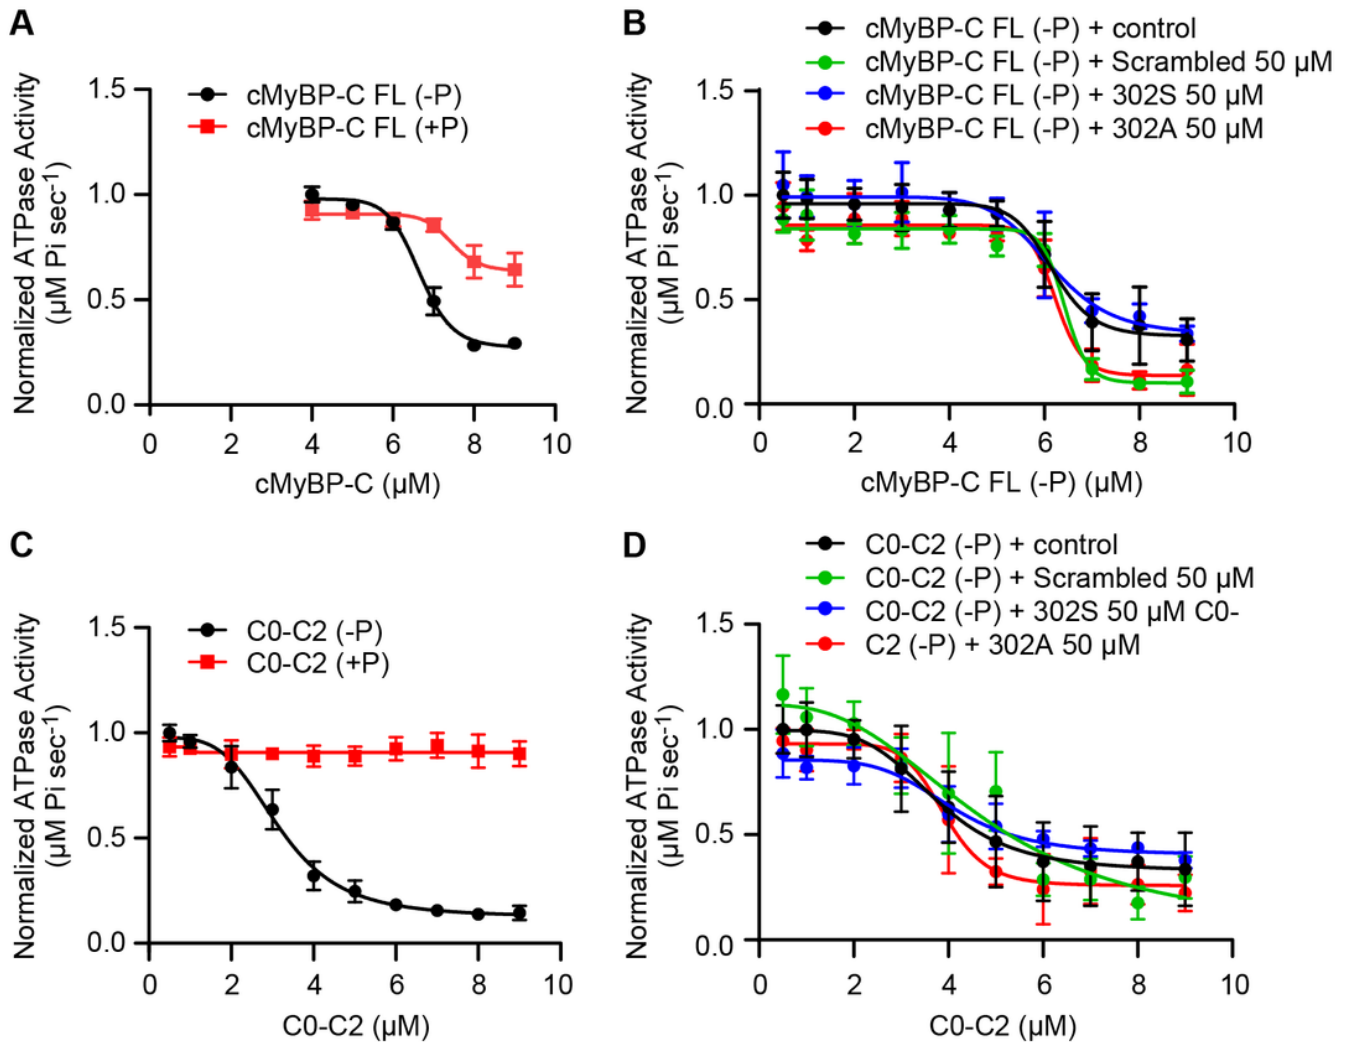 A
Normalized ATPase Activity
(µM Pi sec⁻¹)
1.5
1.0
0.5
0.0
cMyBP-C FL (-P)
cMyBP-C FL (+P)
0 2 4 6 8 10
cMyBP-C (µM)
B
cMyBP-C FL (-P) + control
cMyBP-C FL (-P) + Scrambled 50 µM
cMyBP-C FL (-P) + 302S 50 µM
cMyBP-C FL (-P) + 302A 50 µM
Normalized ATPase Activity
(µM Pi sec⁻¹)
1.5
1.0
0.5
0.0
0 2 4 6 8 10
cMyBP-C FL (-P) (µM)
C
Normalized ATPase Activity
(µM Pi sec⁻¹)
1.5
1.0
0.5
0.0
C0-C2 (-P)
C0-C2 (+P)
0 2 4 6 8 10
C0-C2 (µM)
D
C0-C2 (-P) + control
C0-C2 (-P) + Scrambled 50 µM
C0-C2 (-P) + 302S 50 µM C0-
C2 (-P) + 302A 50 µM
Normalized ATPase Activity
(µM Pi sec⁻¹)
1.5
1.0
0.5
0.0
0 2 4 6 8 10
C0-C2 (µM)